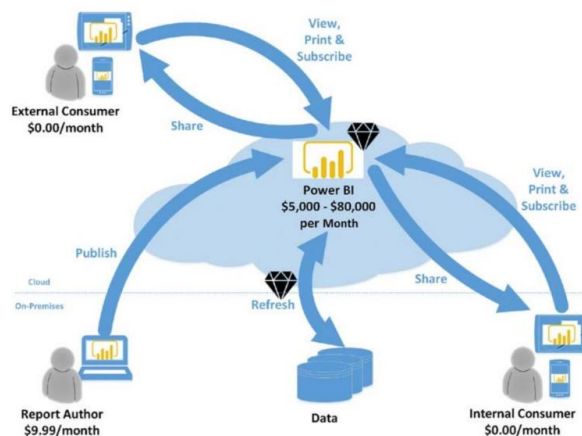 View,
Print &
Subscribe
External Consumer
$0.00/month
Share
Power BI
$5,000 - $80,000
per Month
View,
Print &
Subscribe
Publish
Share
Cloud
Refresh
On-Premises
Report Author
$9.99/month
Data
Internal Consumer
$0.00/month